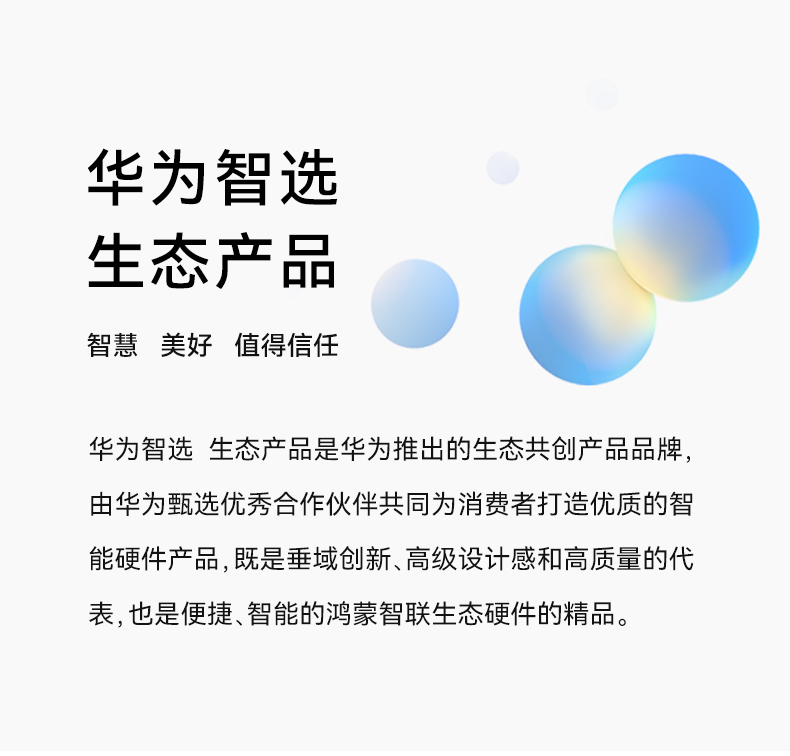 华为智选
生态产品
智慧 美好 值得信任
华为智选 生态产品是华为推出的生态共创产品品牌,
由华为甄选优秀合作伙伴共同为消费者打造优质的智
能硬件产品,既是垂域创新、高级设计感和高质量的代
表,也是便捷、智能的鸿蒙智联生态硬件的精品。